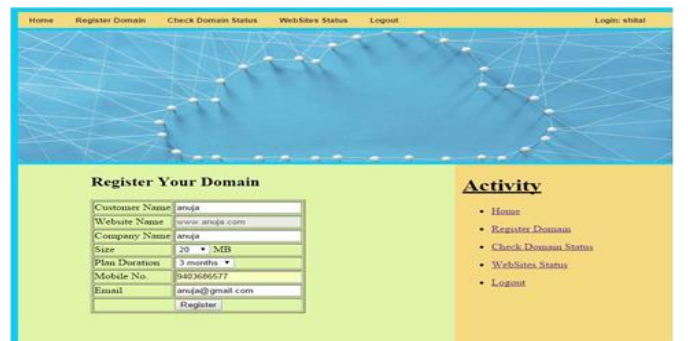 Home Register Domain Check Domain Status WebSites Status Logout Login: shital
Register Your Domain
Customer Name anuja
Website Name www.anuja.com
Company Name anuja
Size 20 MB
Plan Duration 3 months
Mobile No. 9403686577
Email anuja@gmail.com
Register
Activity
Home
Register Domain
Check Domain Status
WebSites Status
Logout